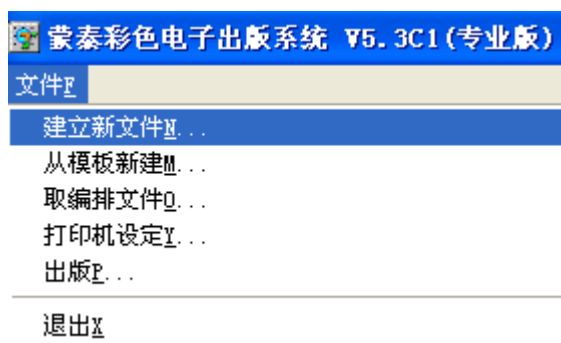 蒙泰彩色电子出版系统 V5.3C1(专业版)
文件F
建立新文件N...
从模板新建M...
取编排文件O...
打印机设定Y...
出版P...
退出X